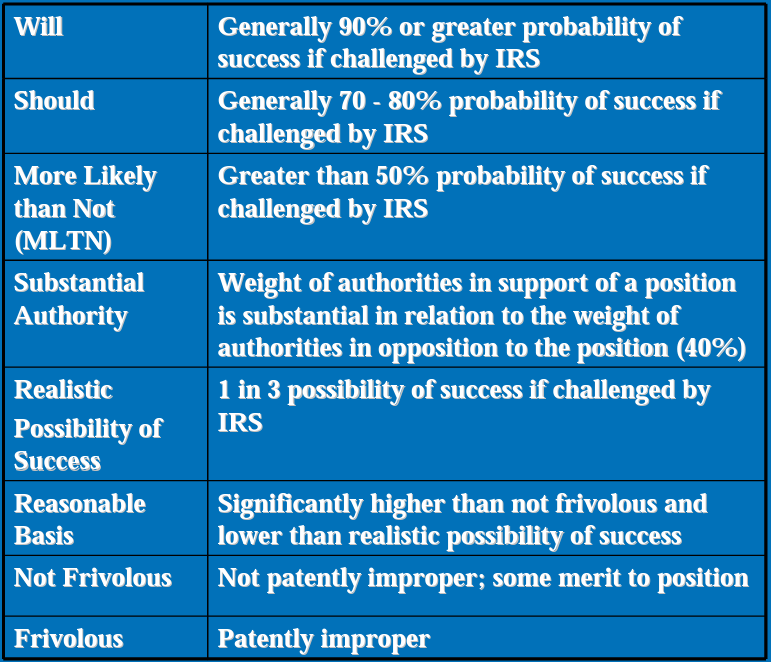 Will
Generally 90% or greater probability of
success if challenged by IRS
Should
Generally 70 - 80% probability of success if
challenged by IRS
More Likely
than Not
(MLTN)
Greater than 50% probability of success if
challenged by IRS
Substantial
Authority
Weight of authorities in support of a position
is substantial in relation to the weight of
authorities in opposition to the position (40%)
Realistic
Possibility of
Success
1 in 3 possibility of success if challenged by
IRS
Reasonable
Basis
Significantly higher than not frivolous and
lower than realistic possibility of success
Not Frivolous
Not patently improper; some merit to position
Frivolous
Patently improper